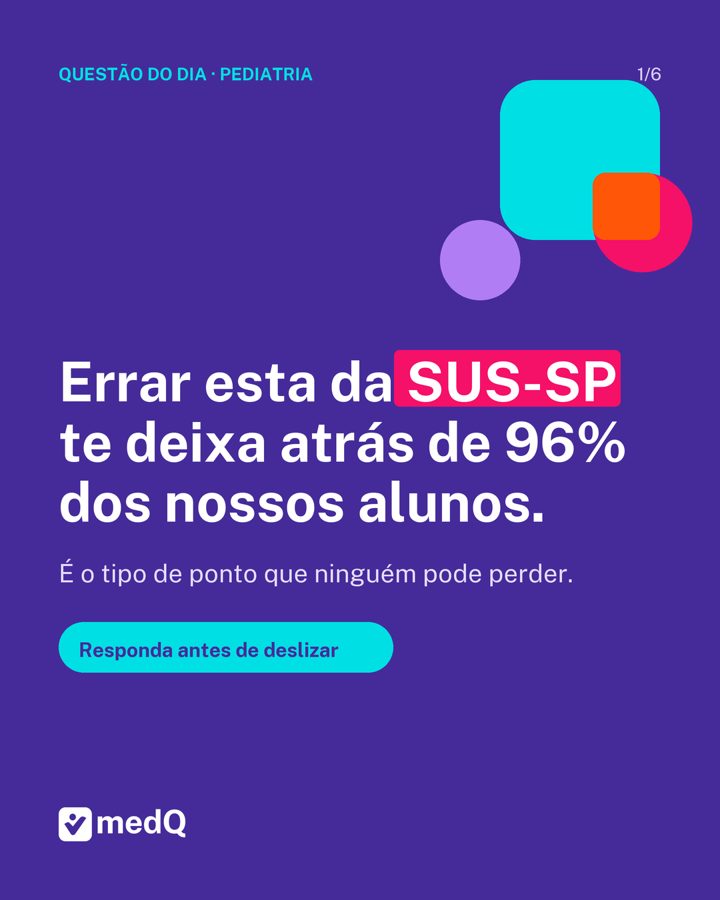 QUESTÃO DO DIA · PEDIATRIA
1/6
Errar esta da SUS-SP
te deixa atrás de 96%
dos nossos alunos.
É o tipo de ponto que ninguém pode perder.
Responda antes de deslizar
medQ